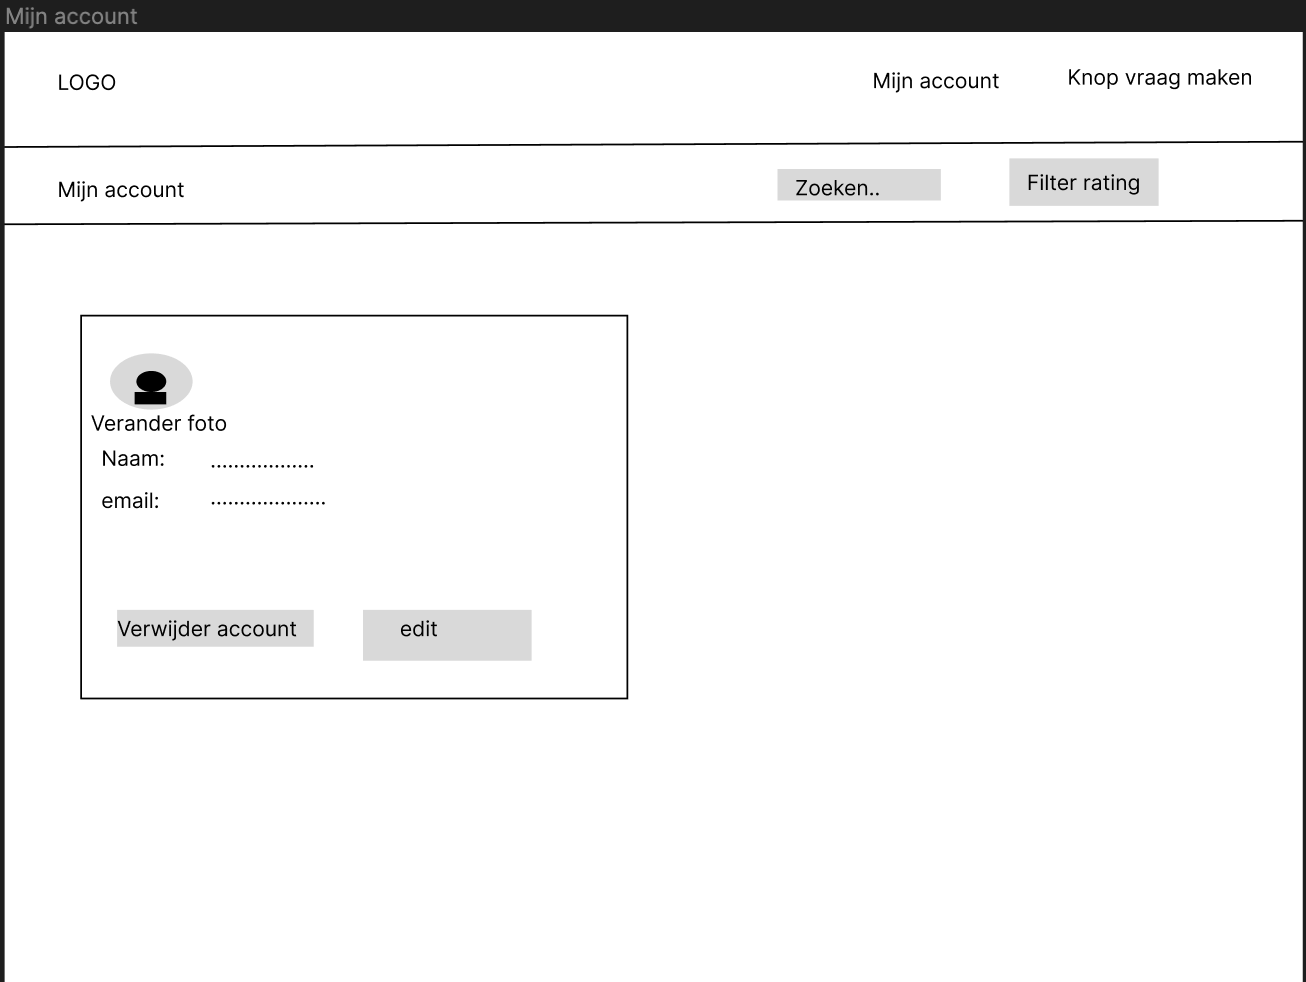 Mijn account
LOGO
Mijn account
Knop vraag maken
Mijn account
Zoeken..
Filter rating
Verander foto
Naam: ..................
email: ....................
Verwijder account
edit